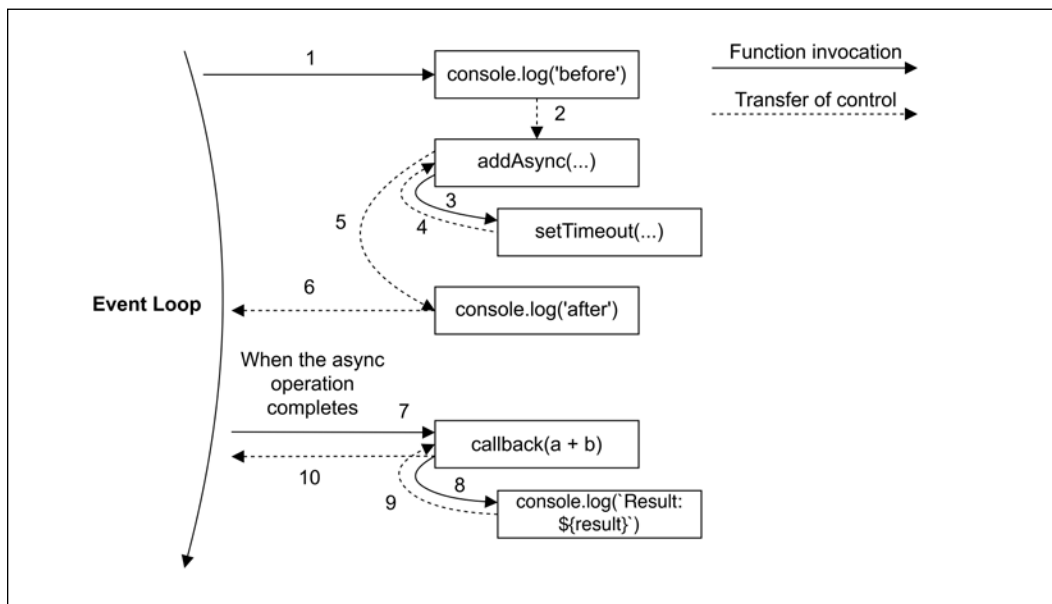 1
console.log('before')
Function invocation
2
Transfer of control
addAsync(...)
3
4
5
setTimeout(...)
6
console.log('after')
Event Loop
When the async
operation
completes
7
callback(a + b)
10
8
9
console.log(`Result:
${result}`)